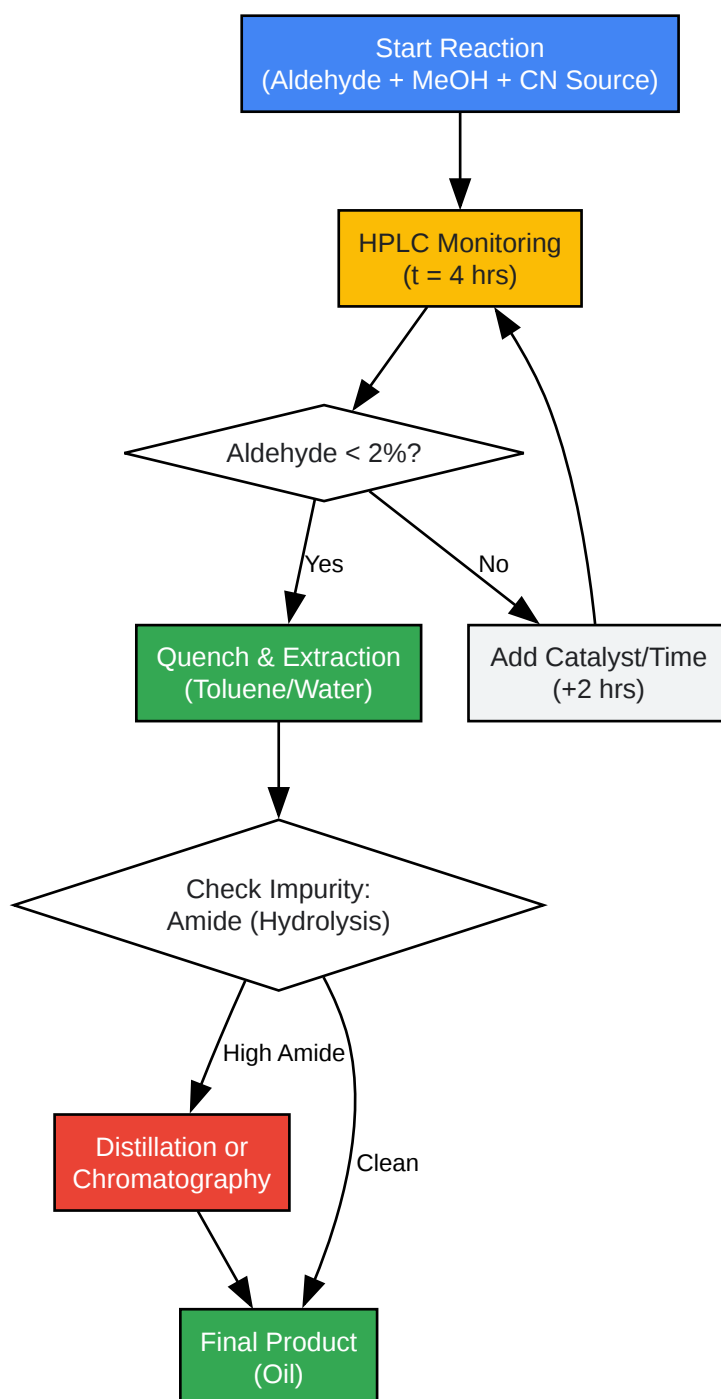 Start Reaction
(Aldehyde + MeOH + CN Source)
HPLC Monitoring
(t = 4 hrs)
Aldehyde < 2%?
Yes
No
Quench & Extraction
(Toluene/Water)
Add Catalyst/Time
(+2 hrs)
Check Impurity:
Amide (Hydrolysis)
High Amide
Distillation or
Chromatography
Clean
Final Product
(Oil)